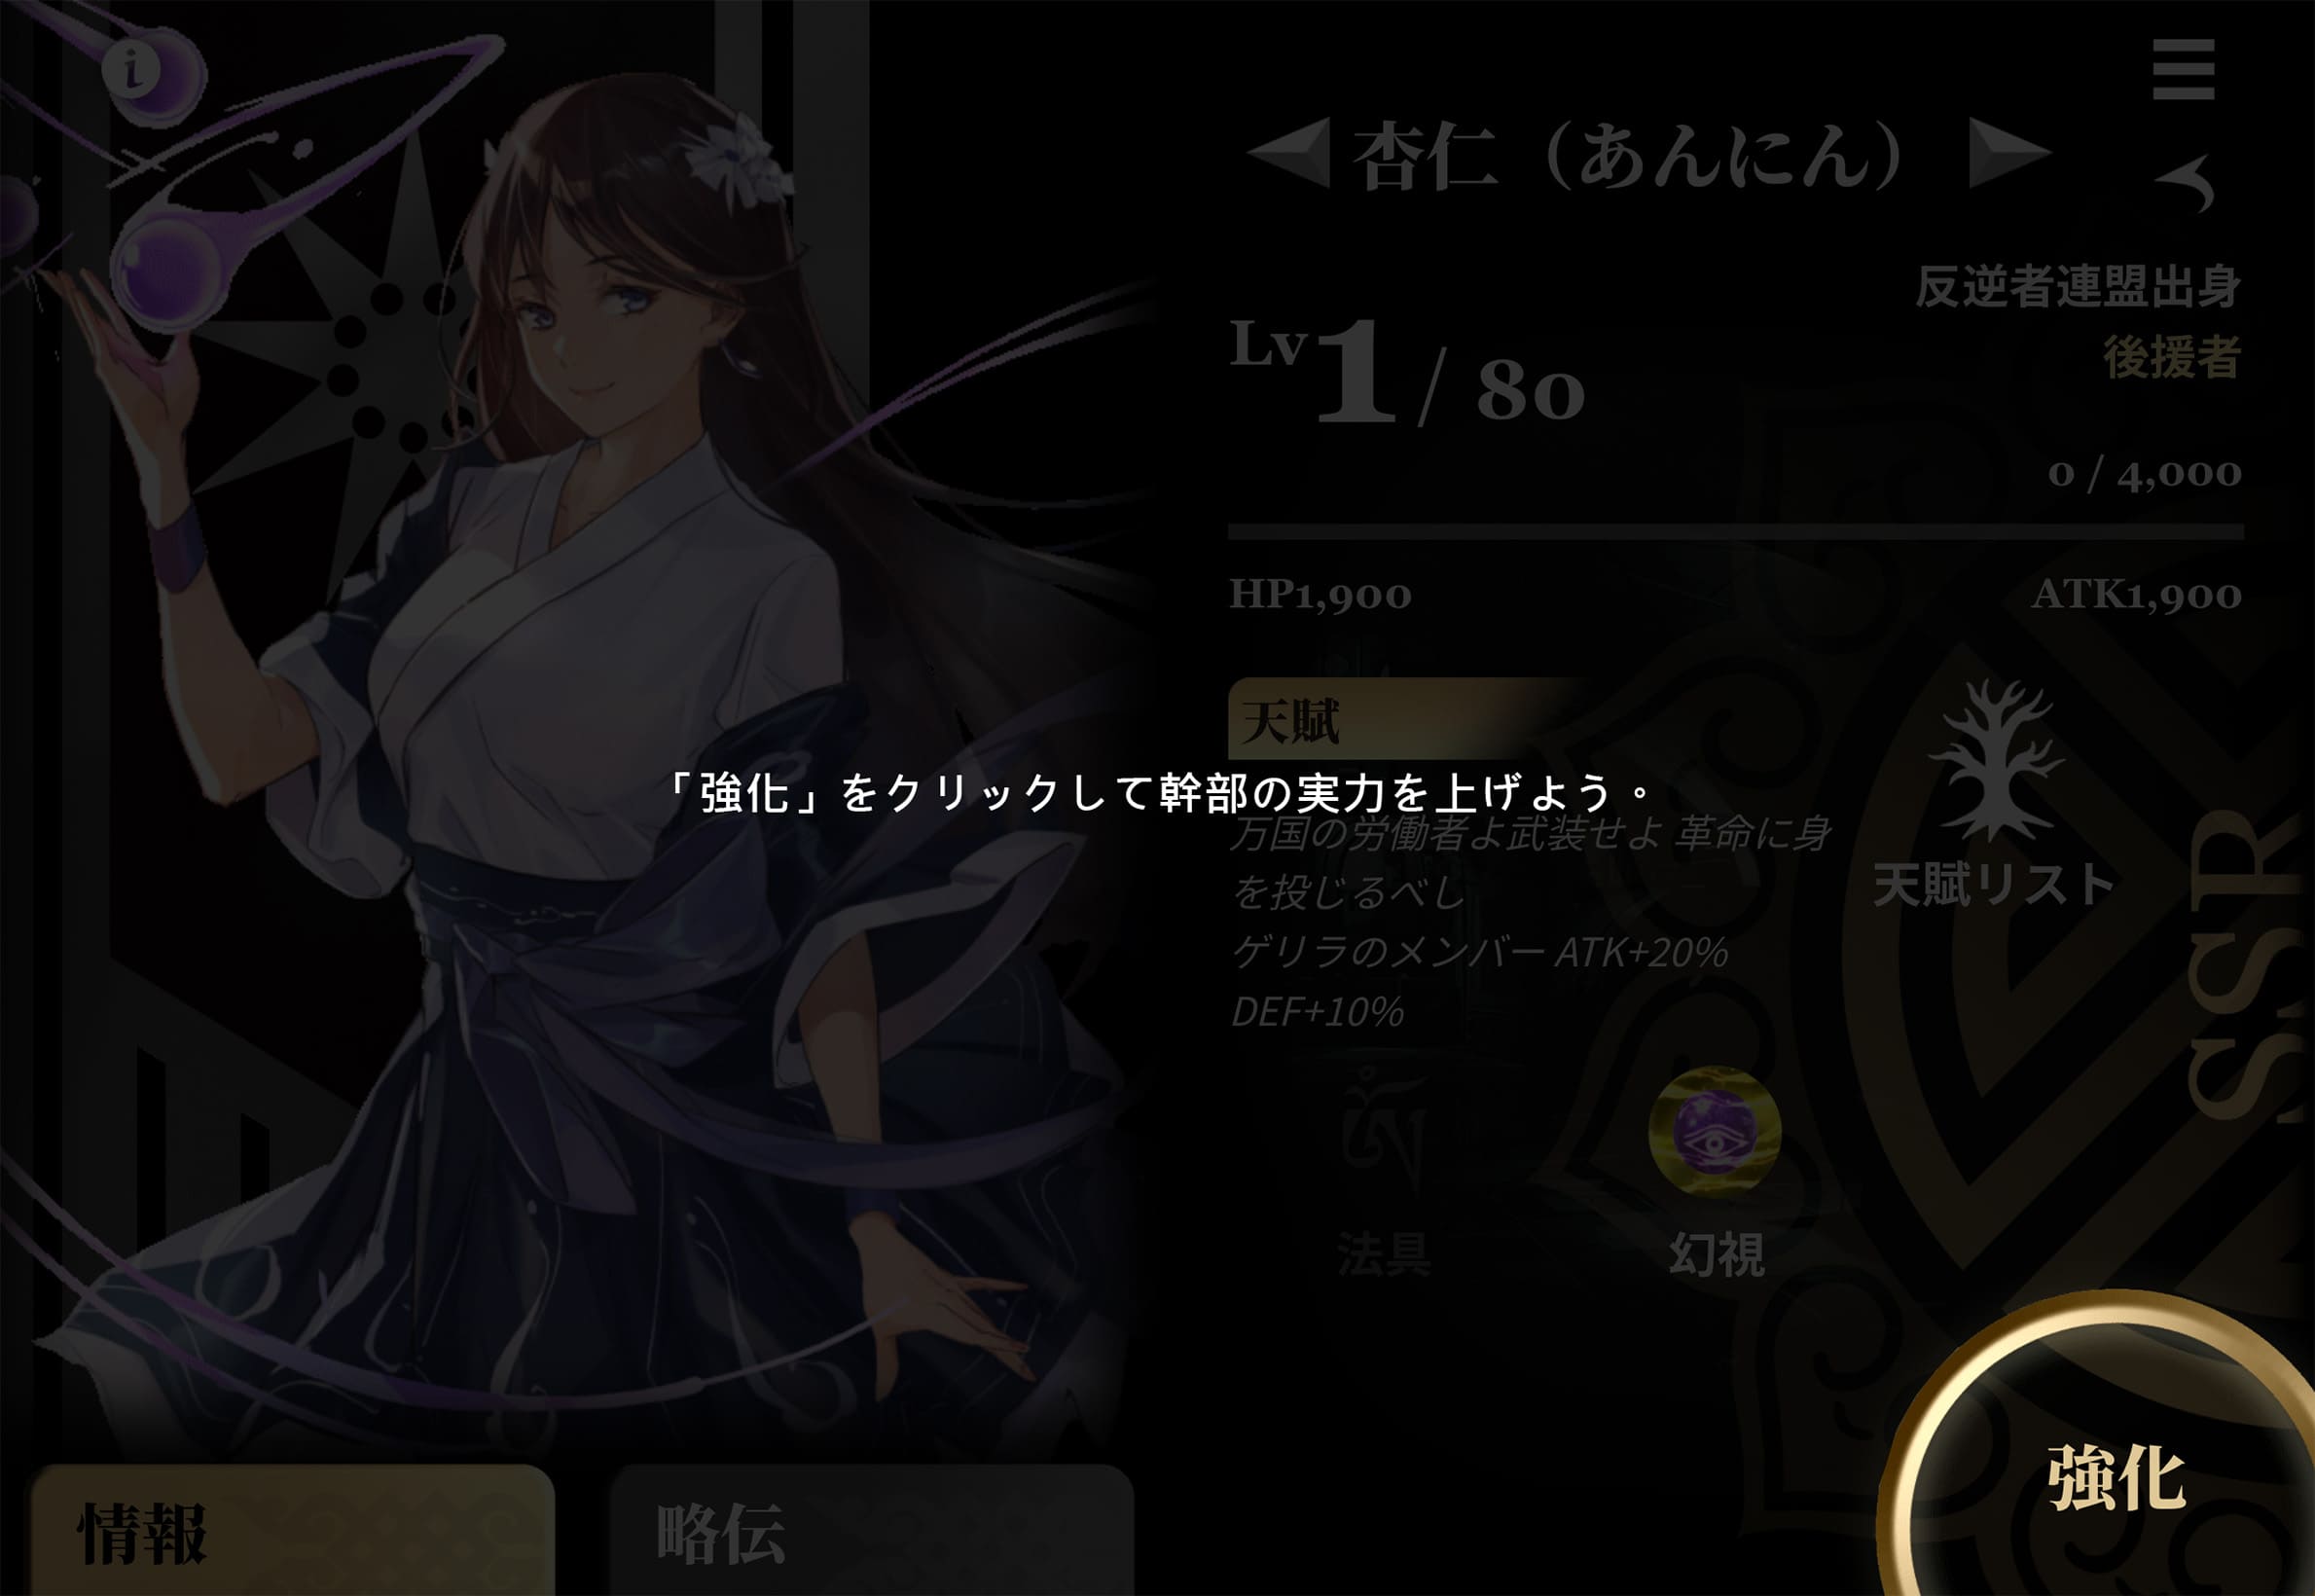 杏仁（あんにん）
反逆者連盟出身
後援者
Lv1/80
0/4,000
HP1,900
ATK1,900
天賦
「強化」をクリックして幹部の実力を上げよう。
万国の労働者よ武装せよ 革命に身
を投じるべし
ゲリラのメンバー ATK+20%
DEF+10%
天賦リスト
SSR
法具
幻視
強化
情報
略伝